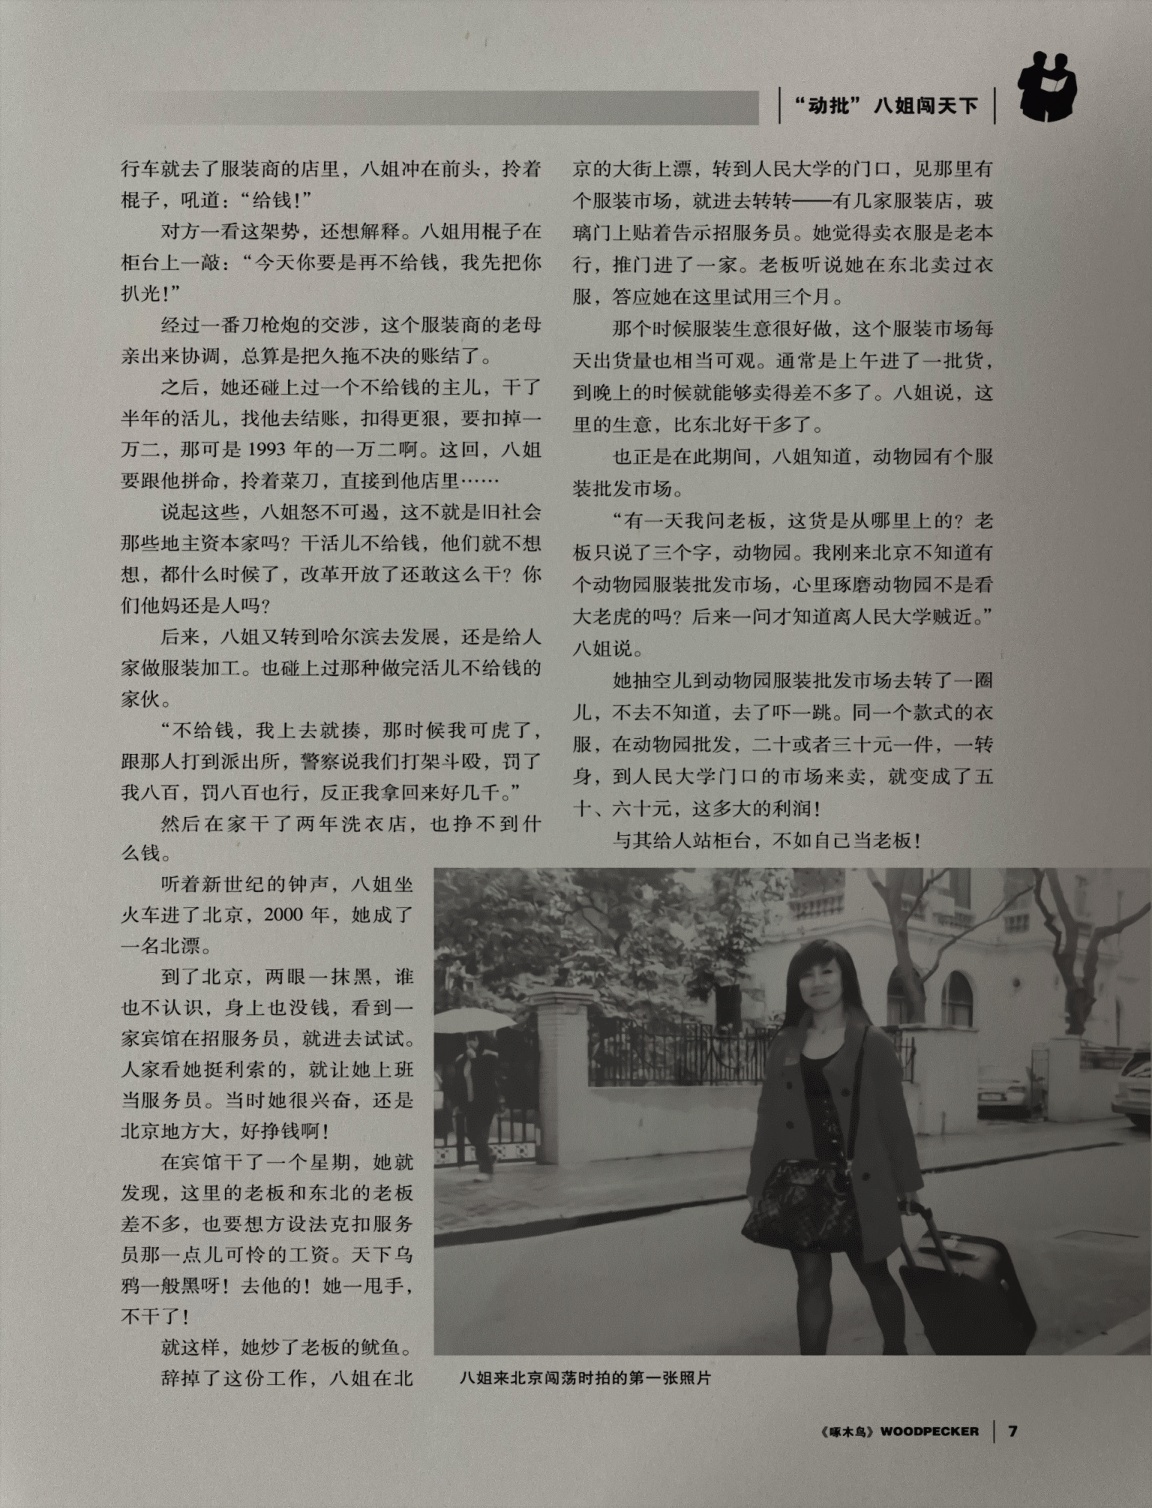 “动批”八姐闯天下
行车就去了服装商的店里，八姐冲在前头，拎着
棍子，吼道：“给钱！”
对方一看这架势，还想解释。八姐用棍子在
柜台上一敲：“今天你要是再不给钱，我先把你
扒光！”
经过一番刀枪炮的交涉，这个服装商的老母
亲出来协调，总算是把久拖不决的账结了。
之后，她还碰上过一个不给钱的主儿，干了
半年的活儿，找他去结账，扣得更狠，要扣掉一
万二，那可是 1993 年的一万二啊。这回，八姐
要跟他拼命，拎着菜刀，直接到他店里……
说起这些，八姐怒不可遏，这不就是旧社会
那些地主资本家吗？干活儿不给钱，他们就不想
想，都什么时候了，改革开放了还敢这么干？你
们他妈还是人吗？
后来，八姐又转到哈尔滨去发展，还是给人
家做服装加工。也碰上过那种做完活儿不给钱的
家伙。
“不给钱，我上去就揍，那时候我可虎了，
跟那人打到派出所，警察说我们打架斗殴，罚了
我八百，罚八百也行，反正我拿回来好几千。”
然后在家干了两年洗衣店，也挣不到什
么钱。
听着新世纪的钟声，八姐坐
火车进了北京，2000 年，她成了
一名北漂。
到了北京，两眼一抹黑，谁
也不认识，身上也没钱，看到一
家宾馆在招服务员，就进去试试。
人家看她挺利索的，就让她上班
当服务员。当时她很兴奋，还是
北京地方大，好挣钱啊！
在宾馆干了一个星期，她就
发现，这里的老板和东北的老板
差不多，也要想方设法克扣服务
员那一点儿可怜的工资。天下乌
鸦一般黑呀！去他的！她一甩手，
不干了！
就这样，她炒了老板的鱿鱼。
辞掉了这份工作，八姐在北
京的大街上漂，转到人民大学的门口，见那里有
个服装市场，就进去转转——有几家服装店，玻
璃门上贴着告示招服务员。她觉得卖衣服是老本
行，推门进了一家。老板听说她在东北卖过衣
服，答应她在这里试用三个月。
那个时候服装生意很好做，这个服装市场每
天出货量也相当可观。通常是上午进了一批货，
到晚上的时候就能够卖得差不多了。八姐说，这
里的生意，比东北好干多了。
也正是在此期间，八姐知道，动物园有个服
装批发市场。
“有一天我问老板，这货是从哪里上的？老
板只说了三个字，动物园。我刚来北京不知道有
个动物园服装批发市场，心里琢磨动物园不是看
大老虎的吗？后来一问才知道离人民大学贼近。”
八姐说。
她抽空儿到动物园服装批发市场去转了一圈
儿，不去不知道，去了吓一跳。同一个款式的衣
服，在动物园批发，二十或者三十元一件，一转
身，到人民大学门口的市场来卖，就变成了五
十、六十元，这多大的利润！
与其给人站柜台，不如自己当老板！
八姐来北京闯荡时拍的第一张照片
《啄木鸟》WOODPECKER 7